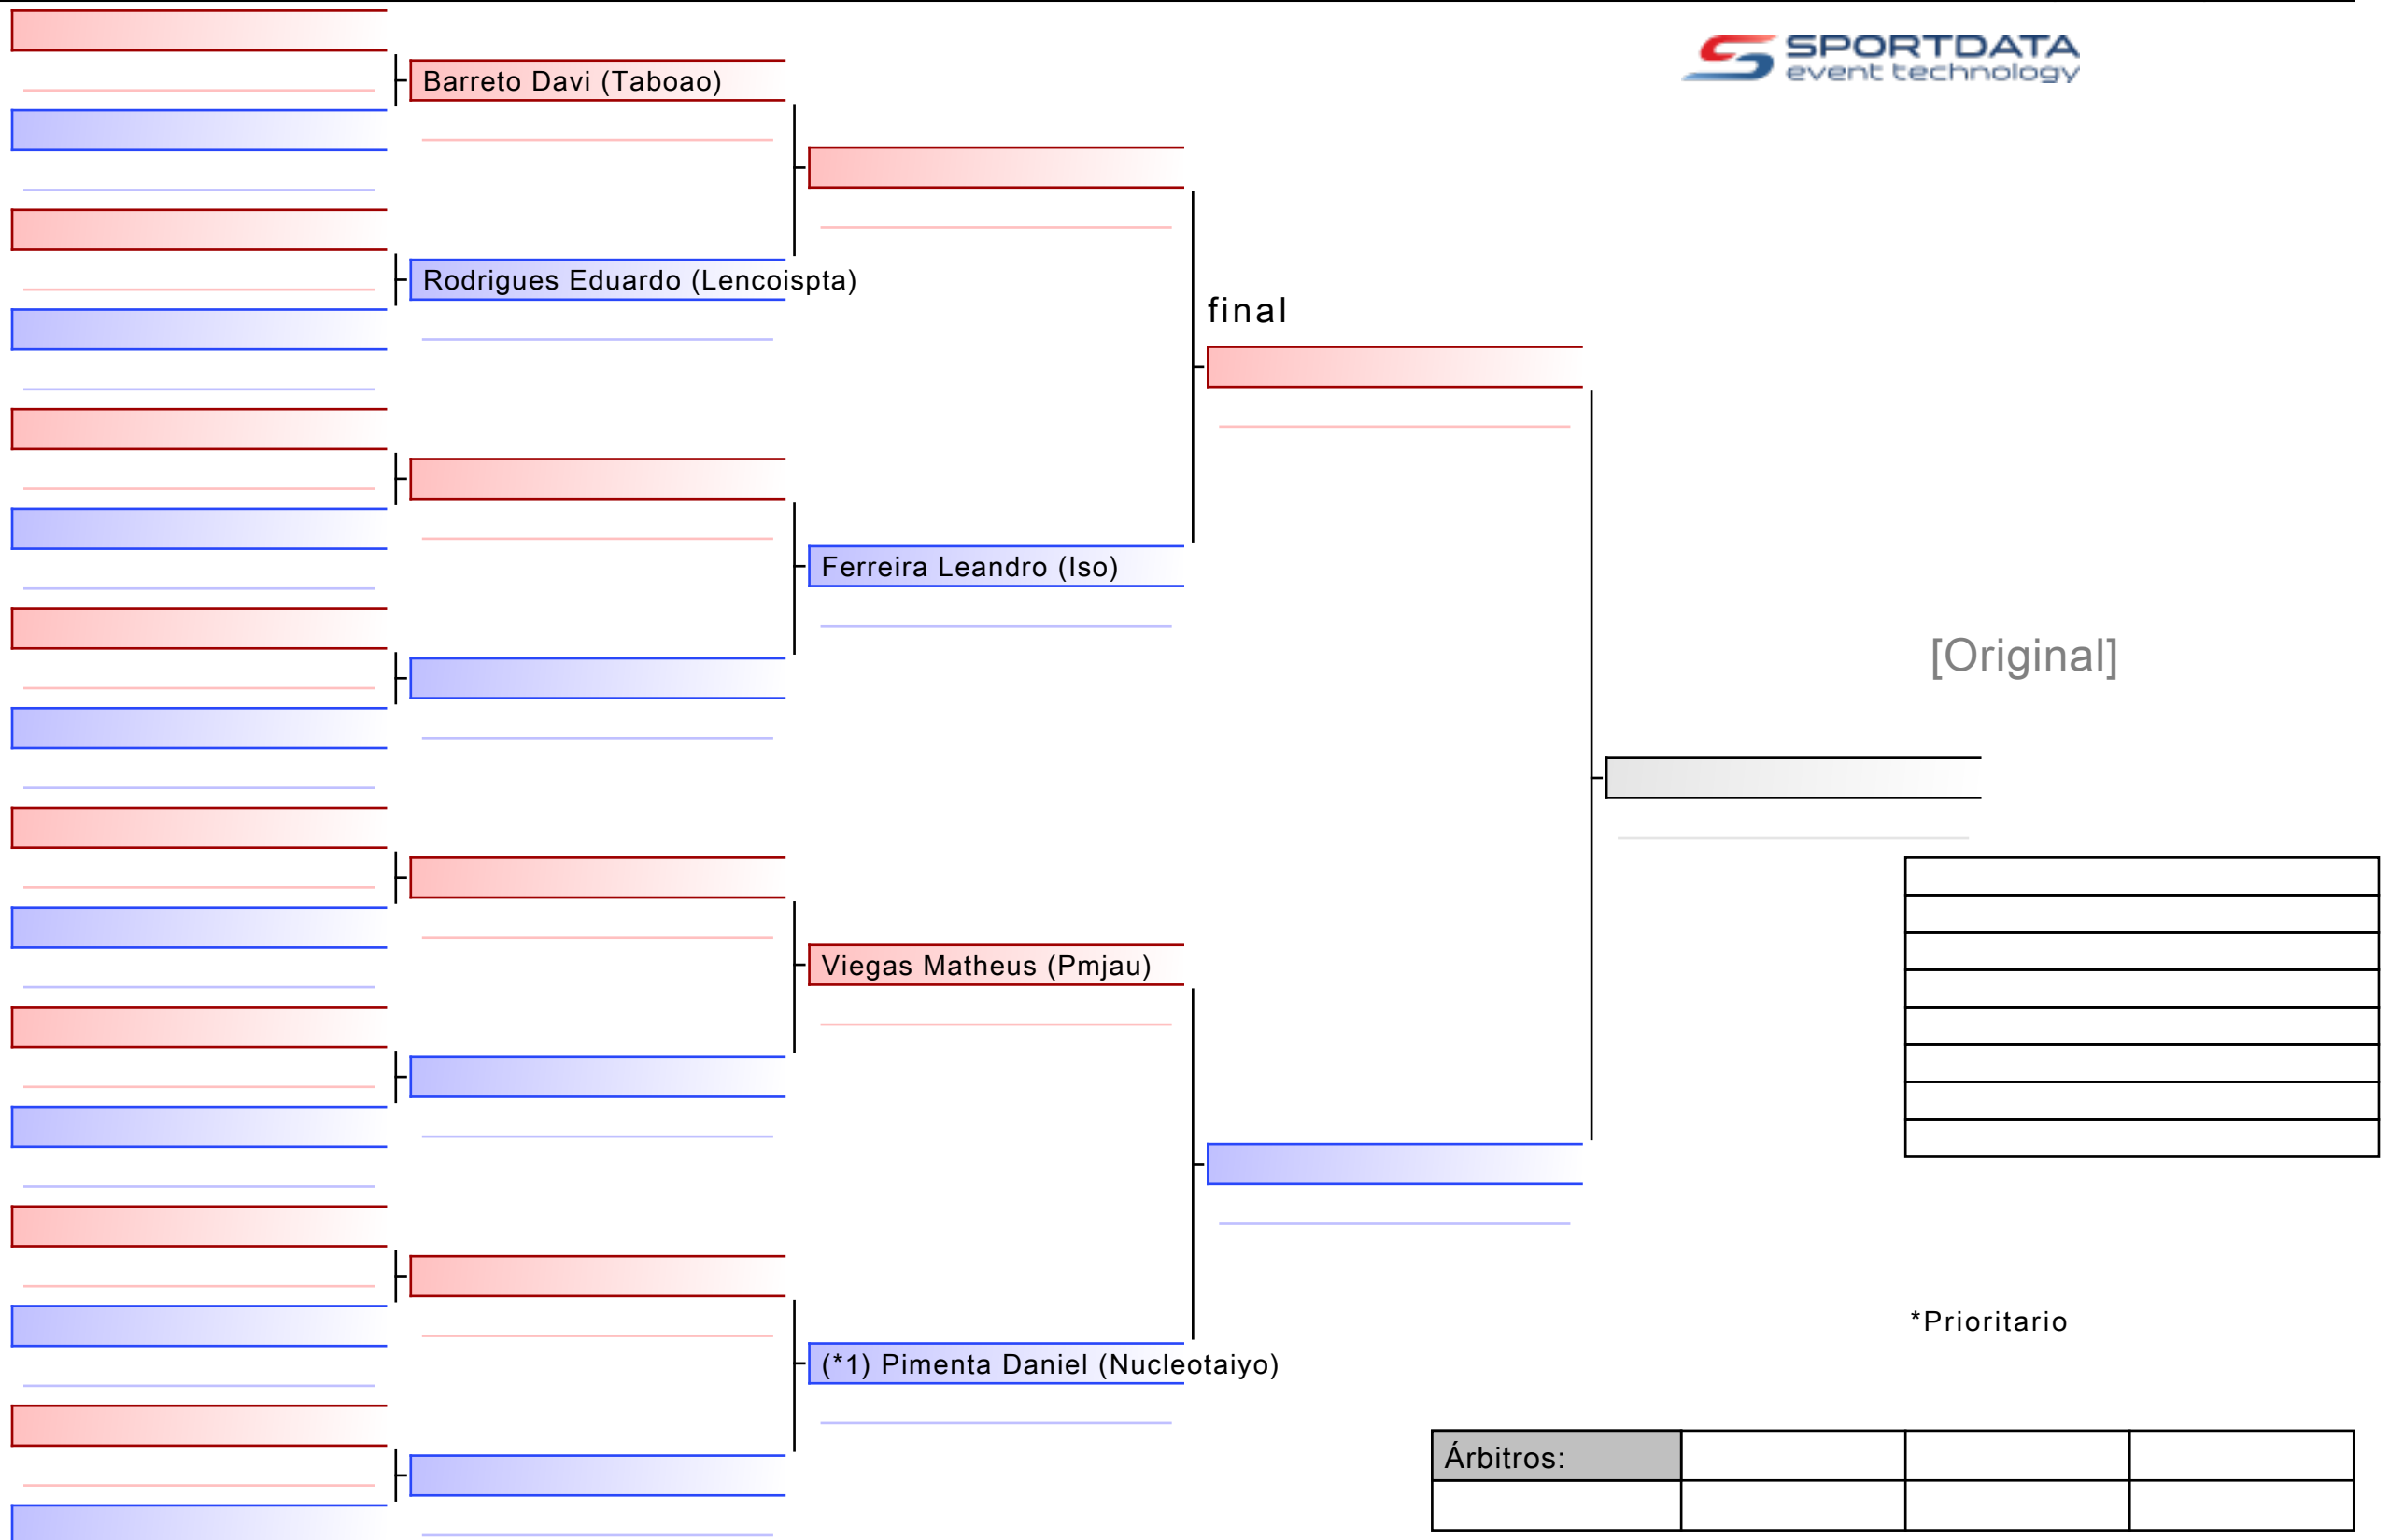 SPORTDATA
event technology
Barreto Davi (Taboao)
Rodrigues Eduardo (Lencoispta)
final
Ferreira Leandro (Iso)
[Original]
Viegas Matheus (Pmjau)
*Prioritario
(*1) Pimenta Daniel (Nucleotaiyo)
Árbitros: